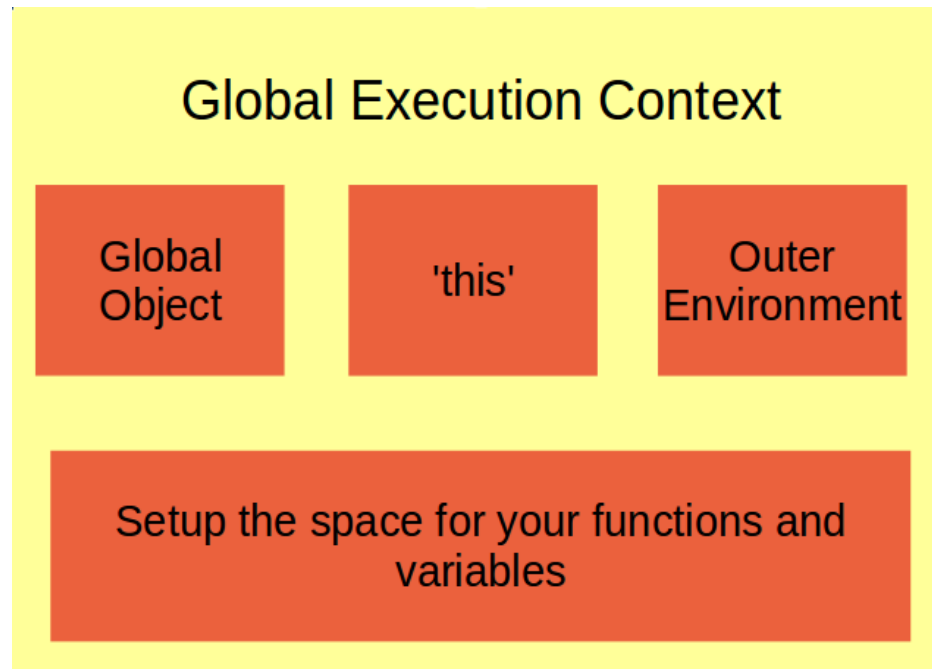 Global Execution Context
Global
Object
'this'
Outer
Environment
Setup the space for your functions and
variables